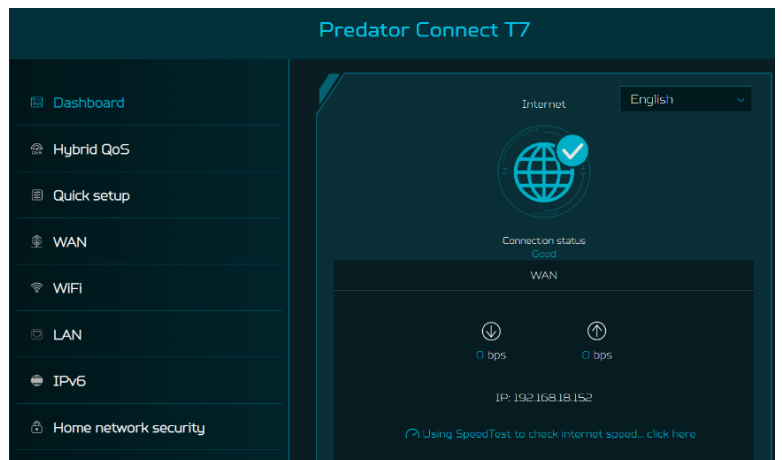 Predator Connect T7
Dashboard
Hybrid QoS
Quick setup
WAN
WiFi
LAN
IPv6
Home network security
Internet
English
Connection status
Good
WAN
0 bps
0 bps
IP: 192.168.18.152
Using SpeedTest to check internet speed... click here